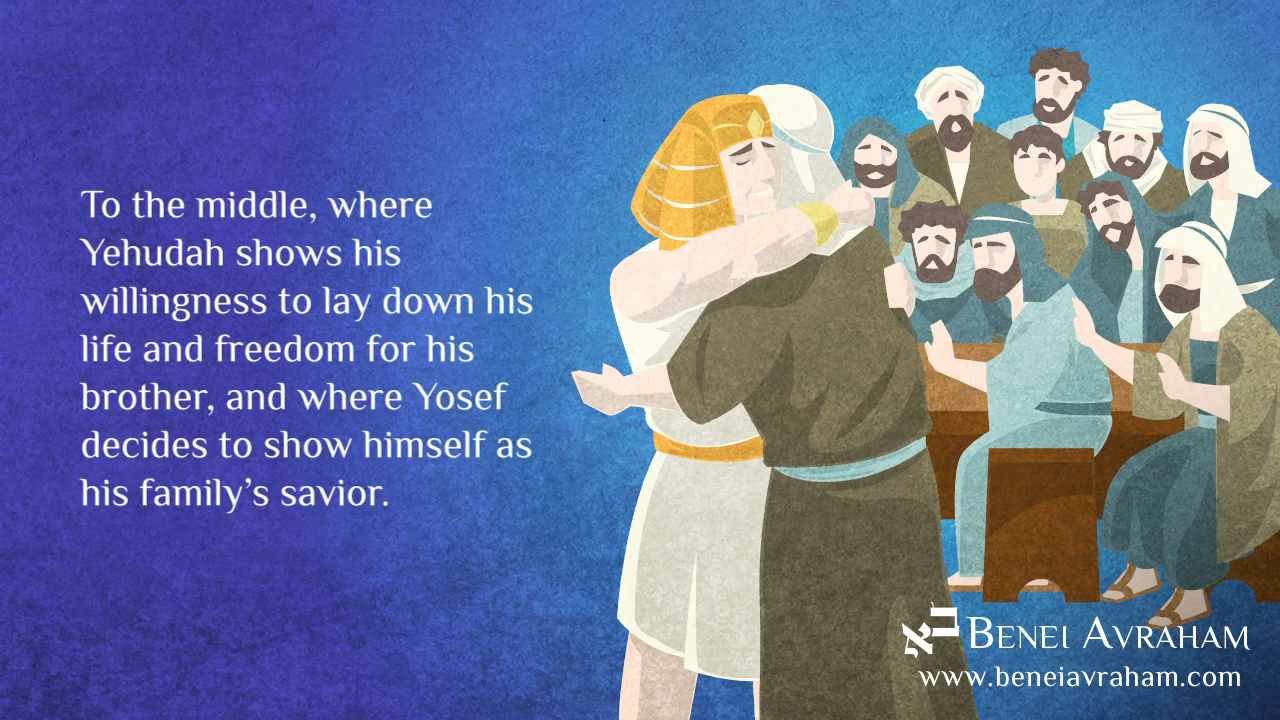 To the middle, where
Yehudah shows his
willingness to lay down his
life and freedom for his
brother, and where Yosef
decides to show himself as
his family’s savior.
בא Benei Avraham
www.beneiavraham.com